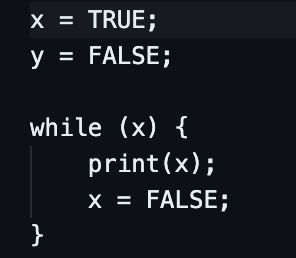 x = TRUE;
y = FALSE;

while (x) {
    print(x);
    x = FALSE;
}